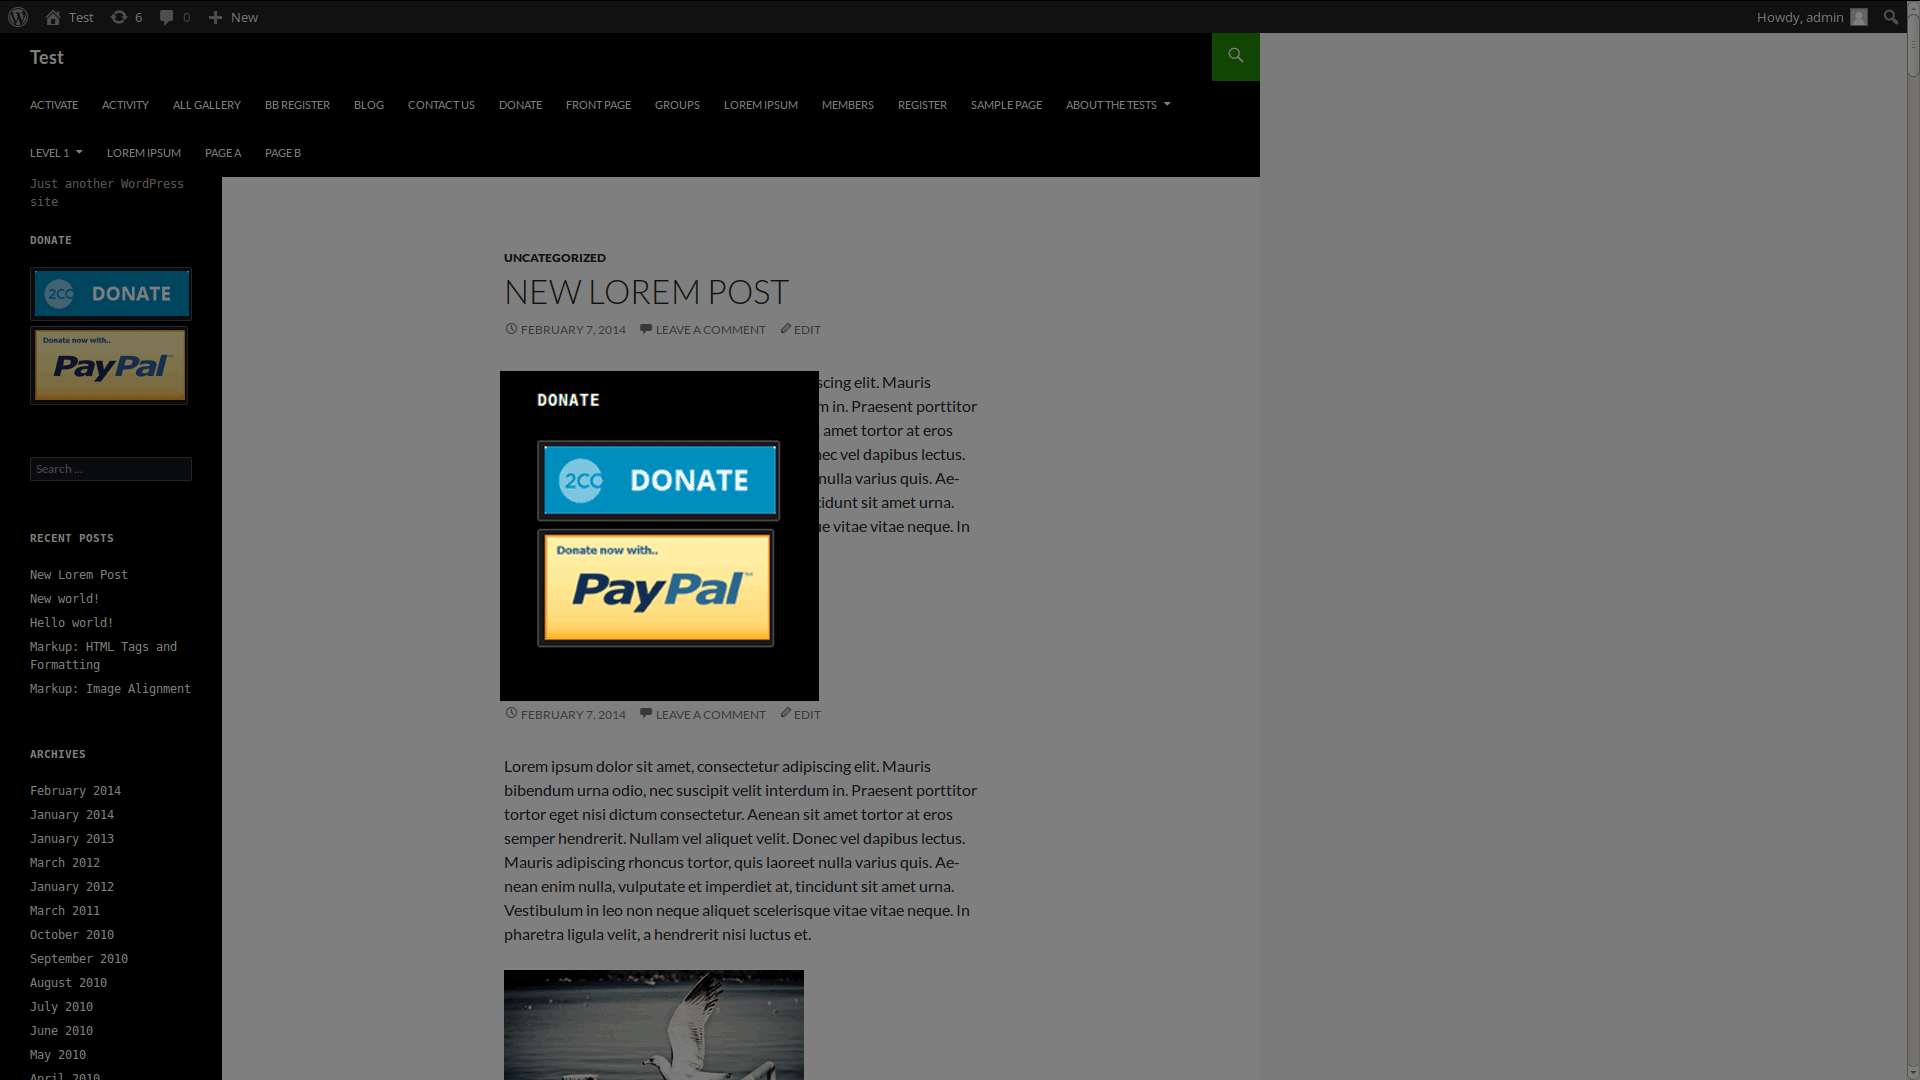 Test 6 0 New Howdy, admin
Test
ACTIVATE ACTIVITY ALL GALLERY BB REGISTER BLOG CONTACT US DONATE FRONT PAGE GROUPS LOREM IPSUM MEMBERS REGISTER SAMPLE PAGE ABOUT THE TESTS
LEVEL 1 LOREM IPSUM PAGE A PAGE B
Just another WordPress
site
DONATE
2CO DONATE
Donate now with..
PayPal™
Search ...
RECENT POSTS
New Lorem Post
New world!
Hello world!
Markup: HTML Tags and
Formatting
Markup: Image Alignment
ARCHIVES
February 2014
January 2014
January 2013
March 2012
January 2012
March 2011
October 2010
September 2010
August 2010
July 2010
June 2010
May 2010
April 2010
UNCATEGORIZED
NEW LOREM POST
FEBRUARY 7, 2014 LEAVE A COMMENT EDIT
scing elit. Mauris
m in. Praesent porttitor
amet tortor at eros
nec vel dapibus lectus.
nulla varius quis. Ae-
cidunt sit amet urna.
ue vitae vitae neque. In
DONATE
2CO DONATE
Donate now with..
PayPal™
FEBRUARY 7, 2014 LEAVE A COMMENT EDIT
Lorem ipsum dolor sit amet, consectetur adipiscing elit. Mauris
bibendum urna odio, nec suscipit velit interdum in. Praesent porttitor
tortor eget nisi dictum consectetur. Aenean sit amet tortor at eros
semper hendrerit. Nullam vel aliquet velit. Donec vel dapibus lectus.
Mauris adipiscing rhoncus tortor, quis laoreet nulla varius quis. Ae-
nean enim nulla, vulputate et imperdiet at, tincidunt sit amet urna.
Vestibulum in leo non neque aliquet scelerisque vitae vitae neque. In
pharetra ligula velit, a hendrerit nisi luctus et.